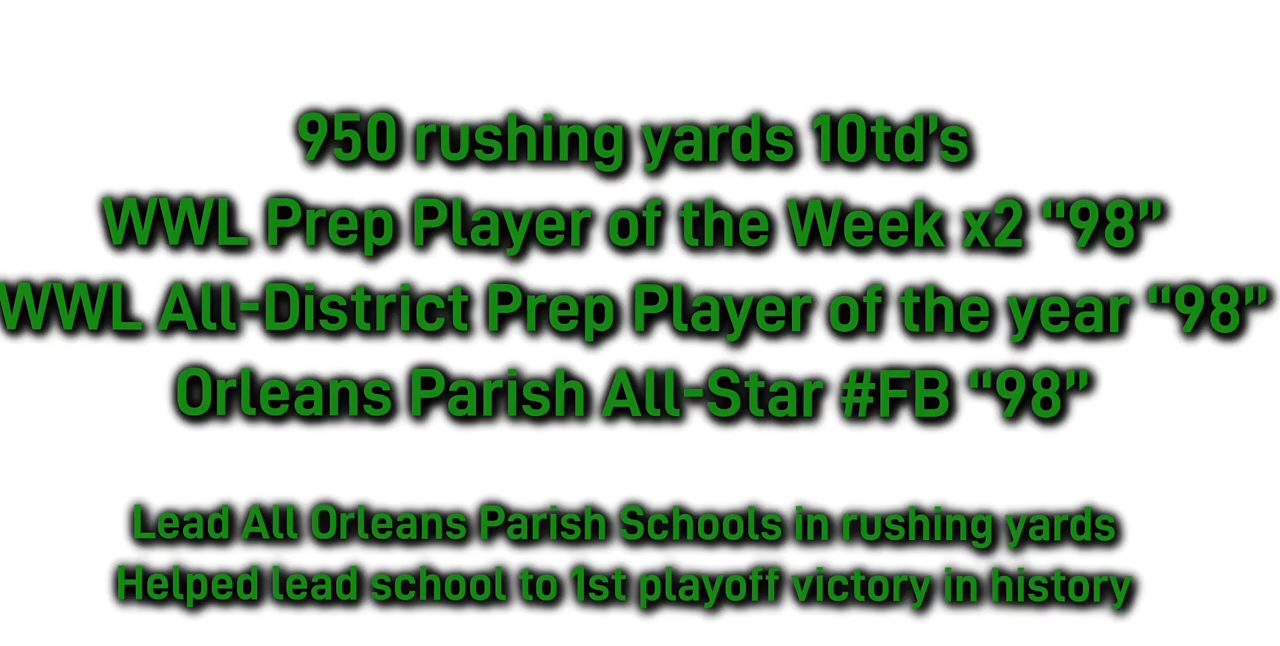 950 rushing yards 10td’s
WWL Prep Player of the Week x2 “98”
WWL All-District Prep Player of the year “98”
Orleans Parish All-Star #FB “98”
Lead All Orleans Parish Schools in rushing yards
Helped lead school to 1st playoff victory in history